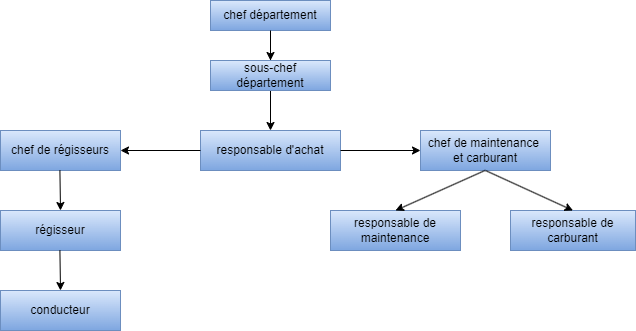 chef département
sous-chef
département
chef de régisseurs
responsable d'achat
chef de maintenance
et carburant
régisseur
responsable de
maintenance
responsable de
carburant
conducteur